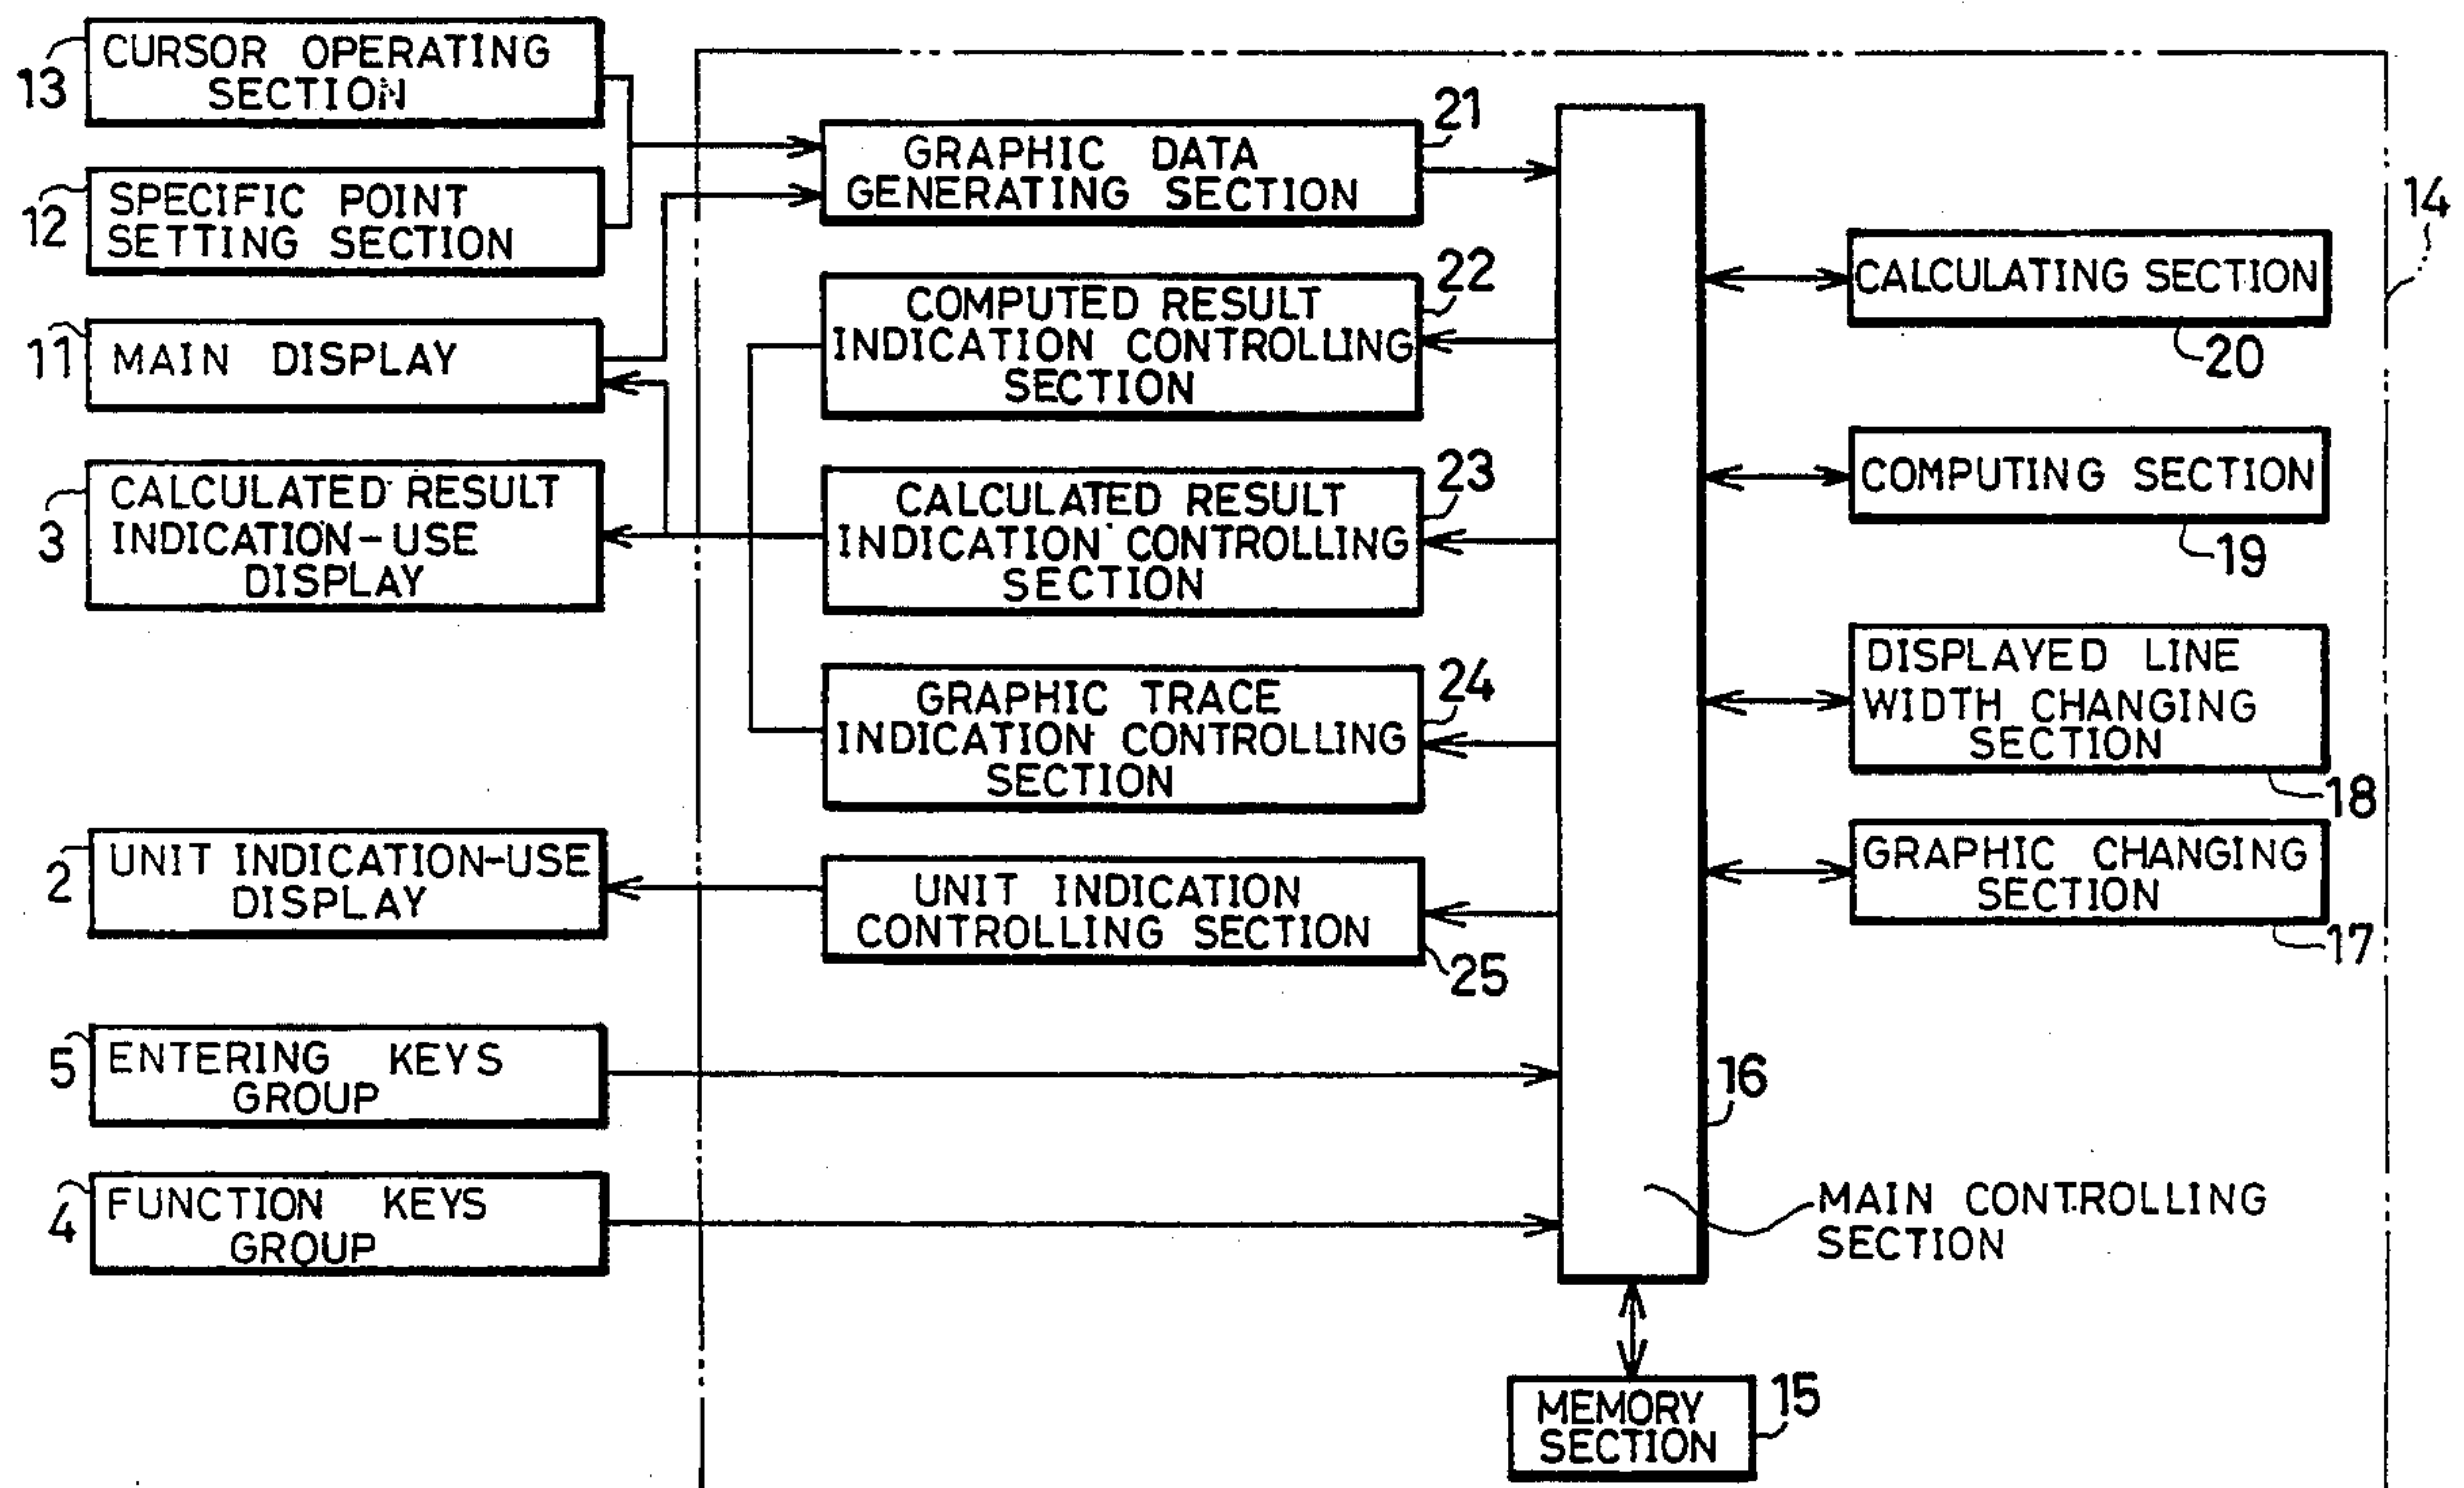 13
CURSOR OPERATING
SECTION
12
SPECIFIC POINT
SETTING SECTION
11
MAIN DISPLAY
3
CALCULATED RESULT
INDICATION-USE
DISPLAY
2
UNIT INDICATION-USE
DISPLAY
5
ENTERING KEYS
GROUP
4
FUNCTION KEYS
GROUP
21
GRAPHIC DATA
GENERATING SECTION
22
COMPUTED RESULT
INDICATION CONTROLLING
SECTION
23
CALCULATED RESULT
INDICATION CONTROLLING
SECTION
24
GRAPHIC TRACE
INDICATION CONTROLLING
SECTION
UNIT INDICATION
CONTROLLING SECTION
25
14
CALCULATING SECTION
20
COMPUTING SECTION
19
DISPLAYED LINE
WIDTH CHANGING
SECTION
18
GRAPHIC CHANGING
SECTION
17
16
MAIN CONTROLLING
SECTION
MEMORY
SECTION
15